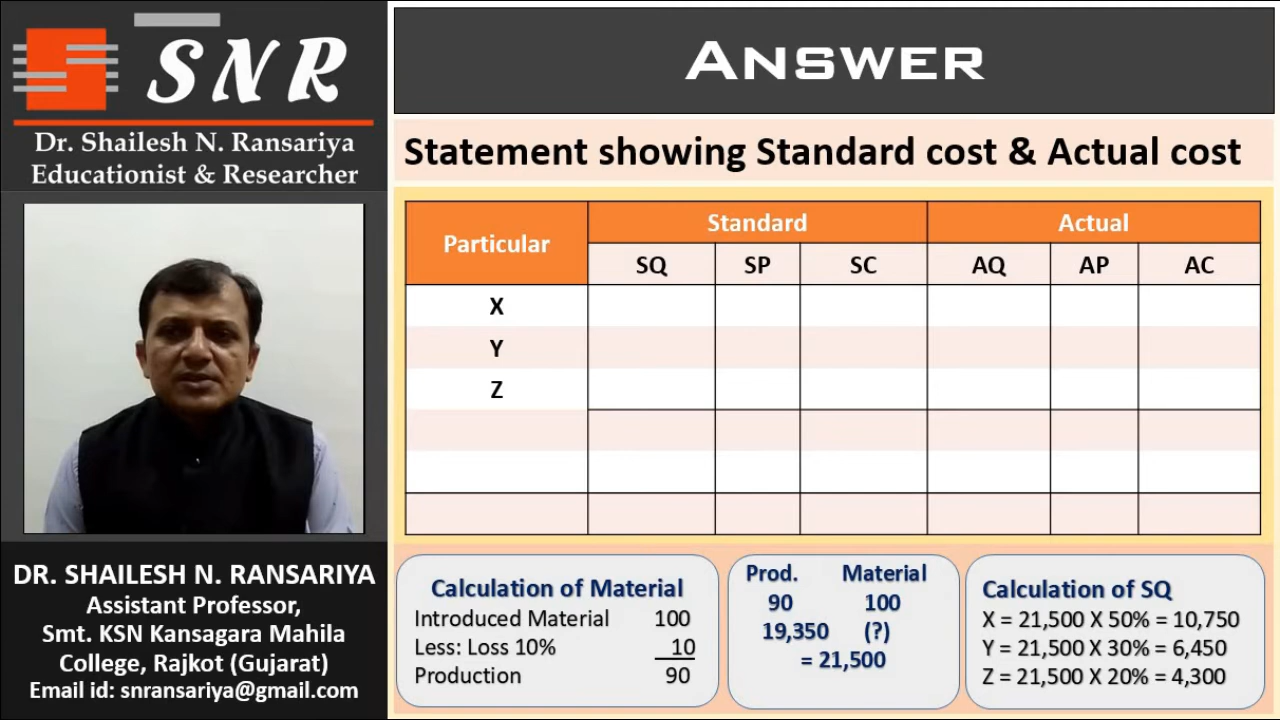 SNR
Dr. Shailesh N. Ransariya
Educationist & Researcher
DR. SHAILESH N. RANSARIYA
Assistant Professor,
Smt. KSN Kansagara Mahila
College, Rajkot (Gujarat)
Email id: snransariya@gmail.com
ANSWER
Statement showing Standard cost & Actual cost
Particular Standard Actual
SQ SP SC AQ AP AC
X
Y
Z
Calculation of Material
Introduced Material 100
Less: Loss 10% 10
Production 90
Prod. Material
90 100
19,350 (?)
= 21,500
Calculation of SQ
X = 21,500 X 50% = 10,750
Y = 21,500 X 30% = 6,450
Z = 21,500 X 20% = 4,300